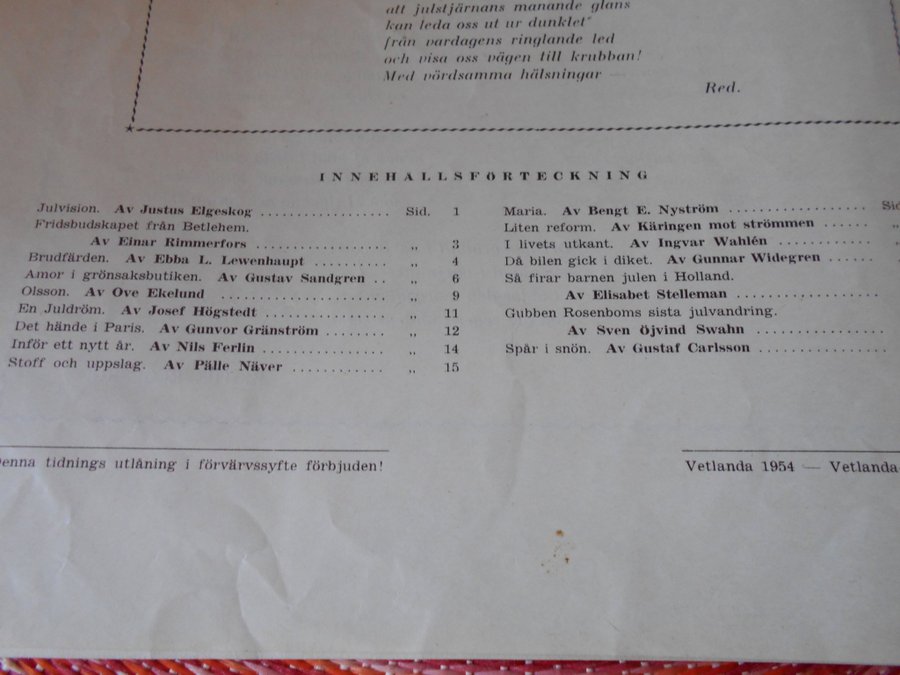 att julstjärnans manande glans
kan leda oss ut ur dunklet"
från vardagens ringlande led
och visa oss vägen till krubban!
Med vördsamma hälsningar —
Red.
INNEHALLSFÖRTECKNING
Julvision. Av Justus Elgeskog .................. Sid. 1
Fridsbudskapet från Betlehem.
Av Einar Rimmerfors .................. „ 3
Brudfärden. Av Ebba L. Lewenhaupt .......... „ 4
Amor i grönsaksbutiken. Av Gustav Sandgren .. „ 6
Olsson. Av Ove Ekelund ...................... „ 9
En Juldröm. Av Josef Högstedt ................ „ 11
Det hände i Paris. Av Gunvor Gränström ........ „ 12
Inför ett nytt år. Av Nils Ferlin ................ „ 14
Stoff och uppslag. Av Pälle Näver ............ „ 15
Maria. Av Bengt E. Nyström .................. Sid
Liten reform. Av Käringen mot strömmen ...... „
I livets utkant. Av Ingvar Wahlén ............ „
Då bilen gick i diket. Av Gunnar Widegren ......
Så firar barnen julen i Holland.
Av Elisabet Stelleman ..................
Gubben Rosenboms sista julvandring.
Av Sven Öjvind Swahn ................
Spår i snön. Av Gustaf Carlsson ................
Denna tidnings utlåning i förvärvssyfte förbjuden!
Vetlanda 1954 — Vetlanda